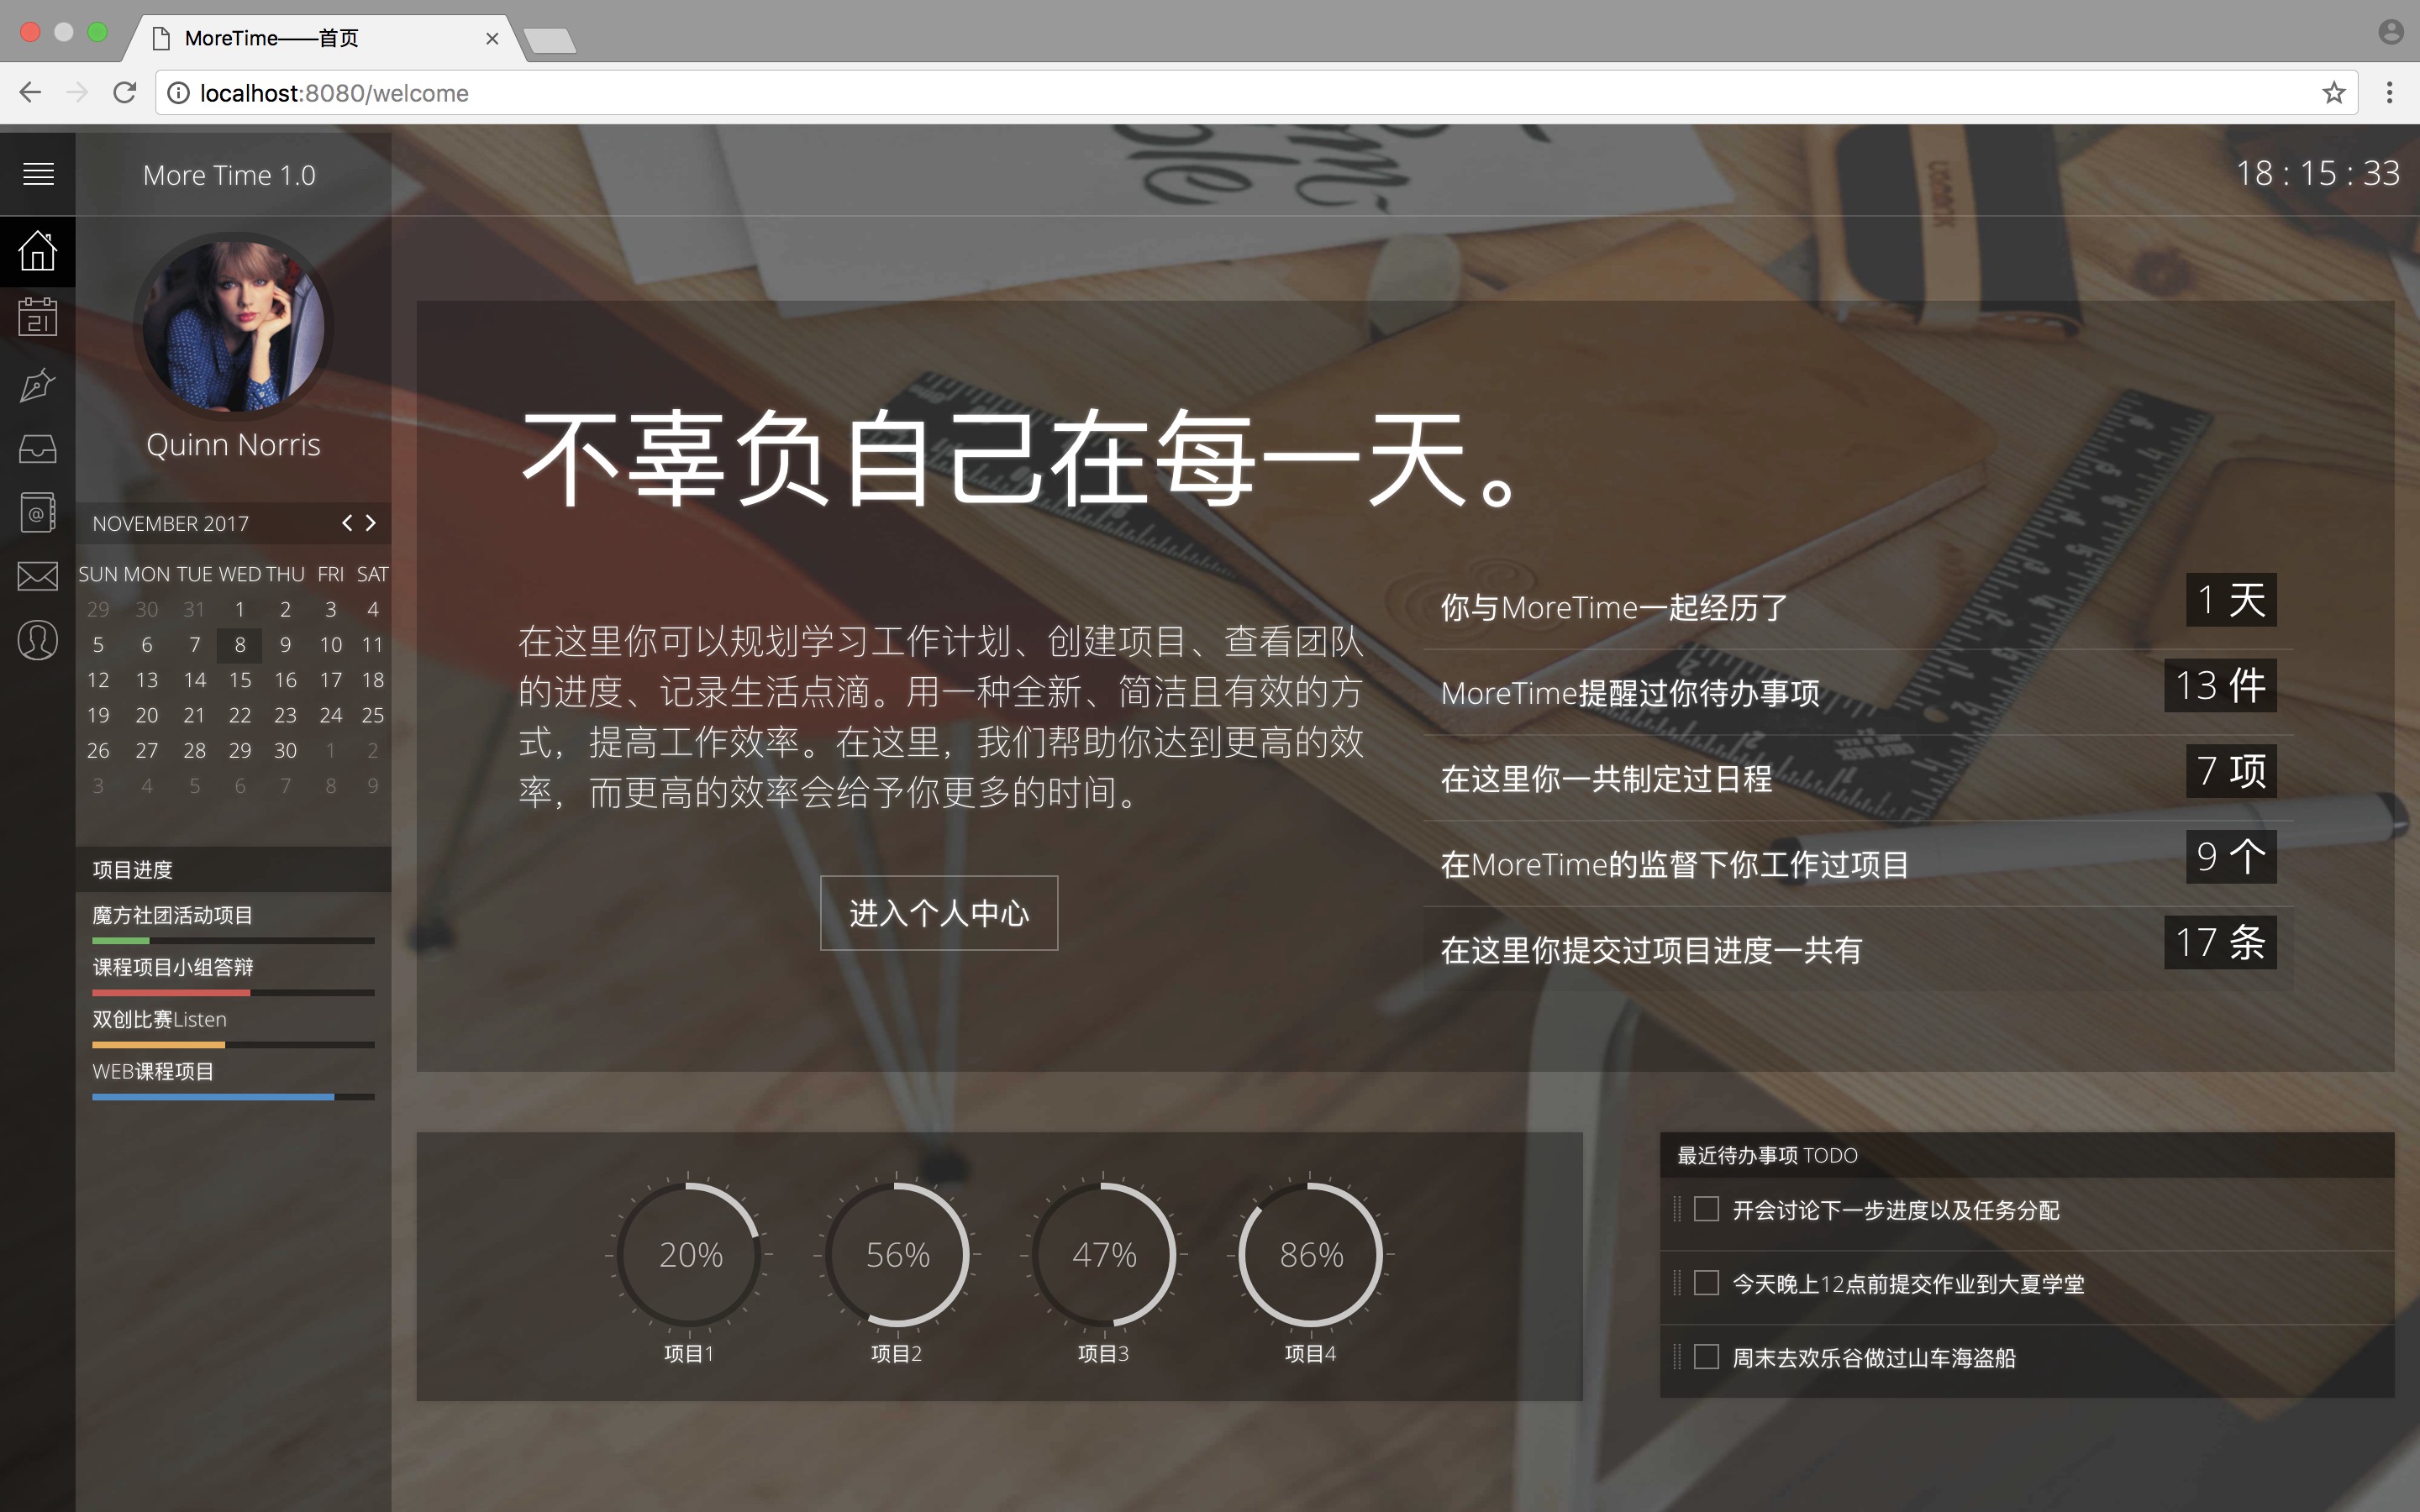 MoreTime——首页
localhost:8080/welcome
More Time 1.0
18 : 15 : 33
21
@
Quinn Norris
NOVEMBER 2017
SUN MON TUE WED THU FRI SAT
29 30 31 1 2 3 4
5 6 7 8 9 10 11
12 13 14 15 16 17 18
19 20 21 22 23 24 25
26 27 28 29 30 1 2
3 4 5 6 7 8 9
项目进度
魔方社团活动项目
课程项目小组答辩
双创比赛Listen
WEB课程项目
不辜负自己在每一天。
在这里你可以规划学习工作计划、创建项目、查看团队
的进度、记录生活点滴。用一种全新、简洁且有效的方
式，提高工作效率。在这里，我们帮助你达到更高的效
率，而更高的效率会给予你更多的时间。
进入个人中心
你与MoreTime一起经历了 1 天
MoreTime提醒过你待办事项 13 件
在这里你一共制定过日程 7 项
在MoreTime的监督下你工作过项目 9 个
在这里你提交过项目进度一共有 17 条
20% 56% 47% 86%
项目1 项目2 项目3 项目4
最近待办事项 TODO
开会讨论下一步进度以及任务分配
今天晚上12点前提交作业到大夏学堂
周末去欢乐谷做过山车海盗船